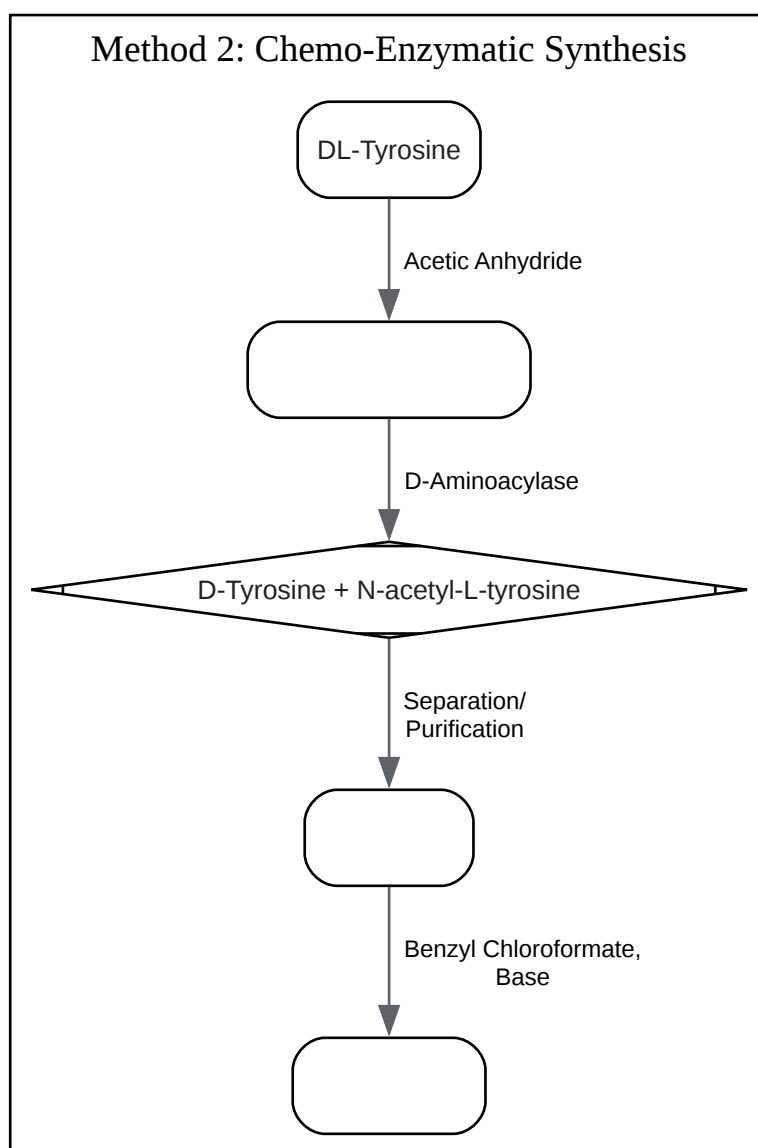 Method 2: Chemo-Enzymatic Synthesis
DL-Tyrosine
Acetic Anhydride
D-Aminoacylase
D-Tyrosine + N-acetyl-L-tyrosine
Separation/
Purification
Benzyl Chloroformate,
Base